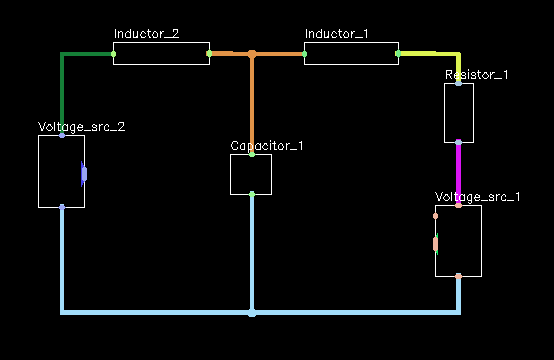 Inductor_2
Inductor_1
Resistor_1
Voltage_src_2
Capacitor_1
Voltage_src_1